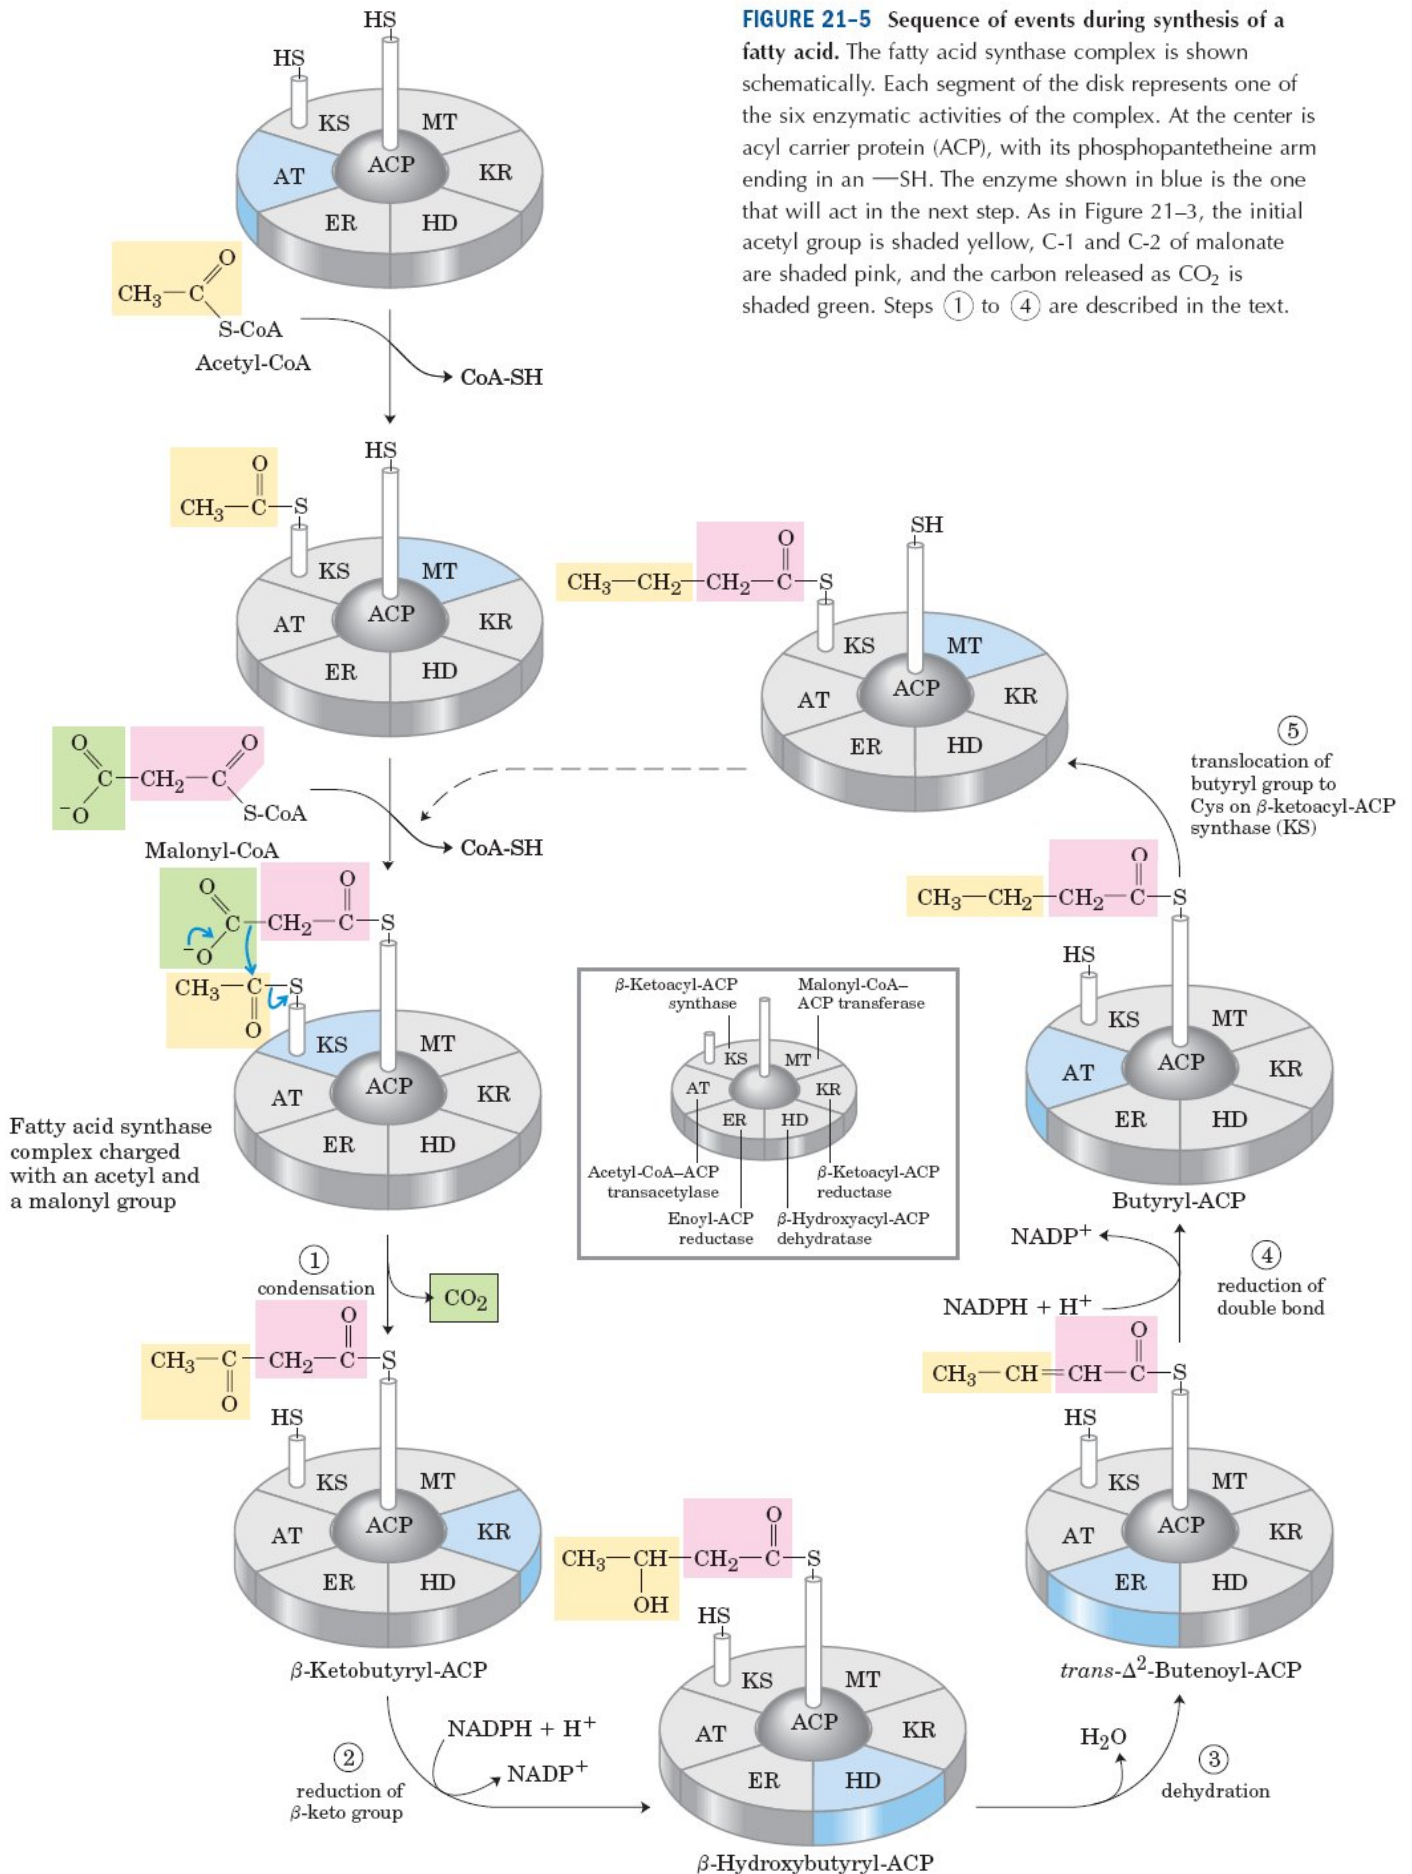 FIGURE 21–5 Sequence of events during synthesis of a
fatty acid. The fatty acid synthase complex is shown
schematically. Each segment of the disk represents one of
the six enzymatic activities of the complex. At the center is
acyl carrier protein (ACP), with its phosphopantetheine arm
ending in an —SH. The enzyme shown in blue is the one
that will act in the next step. As in Figure 21–3, the initial
acetyl group is shaded yellow, C-1 and C-2 of malonate
are shaded pink, and the carbon released as CO₂ is
shaded green. Steps ① to ④ are described in the text.
HS
HS
KS
MT
AT
ACP
KR
ER
HD
O
CH₃—C
S-CoA
Acetyl-CoA
CoA-SH
HS
O
CH₃—C—S
KS
MT
AT
ACP
KR
ER
HD
SH
O
CH₃—CH₂—CH₂—C—S
KS
MT
AT
ACP
KR
ER
HD
O
O
C—CH₂—C
⁻O
S-CoA
Malonyl-CoA
CoA-SH
⑤
translocation of
butyryl group to
Cys on β-ketoacyl-ACP
synthase (KS)
O
O
C—CH₂—C—S
⁻O
CH₃—C—S
O
KS
MT
AT
ACP
KR
ER
HD
Fatty acid synthase
complex charged
with an acetyl and
a malonyl group
β-Ketoacyl-ACP
synthase
Malonyl-CoA–
ACP transferase
KS
MT
AT
KR
ER
HD
Acetyl-CoA–ACP
transacetylase
β-Ketoacyl-ACP
reductase
Enoyl-ACP
reductase
β-Hydroxyacyl-ACP
dehydratase
O
CH₃—CH₂—CH₂—C—S
HS
KS
MT
AT
ACP
KR
ER
HD
Butyryl-ACP
①
condensation
CO₂
NADP⁺
NADPH + H⁺
④
reduction of
double bond
O
CH₃—C—CH₂—C—S
O
HS
KS
MT
AT
ACP
KR
ER
HD
β-Ketobutyryl-ACP
②
reduction of
β-keto group
NADPH + H⁺
NADP⁺
O
CH₃—CH—CH₂—C—S
OH
HS
KS
MT
AT
ACP
KR
ER
HD
β-Hydroxybutyryl-ACP
O
CH₃—CH=CH—C—S
HS
KS
MT
AT
ACP
KR
ER
HD
trans-Δ²-Butenoyl-ACP
H₂O
③
dehydration